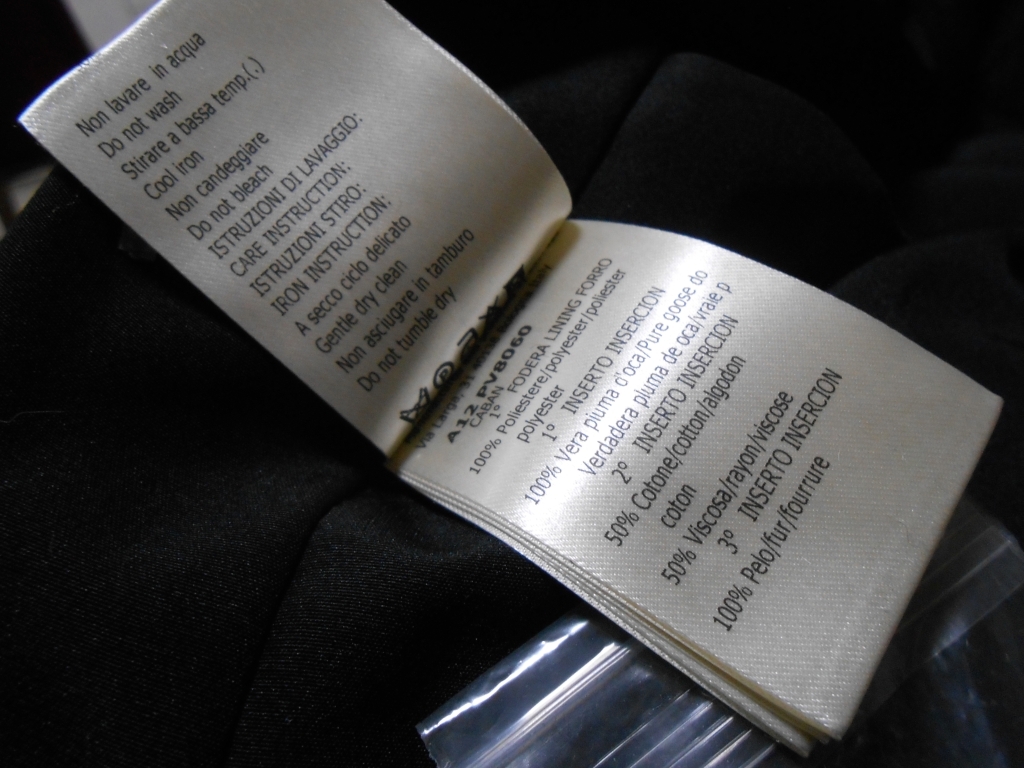 Non lavare in acqua
Do not wash
Stirare a bassa temp.(.)
Cool iron
Non candeggiare
Do not bleach
ISTRUZIONI DI LAVAGGIO:
CARE INSTRUCTION:
ISTRUZIONI STIRO:
IRON INSTRUCTION:
A secco ciclo delicato
Gentle dry clean
Non asciugare in tamburo
Do not tumble dry
Via Larga, 31
A12 PV8060
CABAN
1° FODERA LINING FORRO
100% Poliestere/polyester/poliester
polyester
1° INSERTO INSERCION
100% Vera piuma d'oca/Pure goose do
Verdadera pluma de oca/vraie p
2° INSERTO INSERCION
50% Cotone/cotton/algodon
coton
50% Viscosa/rayon/viscose
3° INSERTO INSERCION
100% Pelo/fur/fourrure